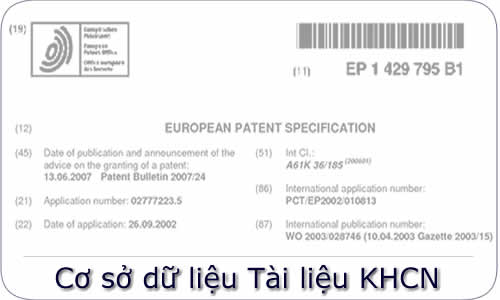 (19)
Europäisches
Patentamt
European
Patent Office
Office européen
des brevets
(11) EP 1 429 795 B1
(12) EUROPEAN PATENT SPECIFICATION
(45) Date of publication and announcement of the
advice on the granting of a patent:
13.06.2007 Patent Bulletin 2007/24
(21) Application number: 02777223.5
(22) Date of application: 26.09.2002
(51) Int Cl.:
A61K 36/185 (2006.01)
(86) International application number:
PCT/EP2002/010813
(87) International publication number:
WO 2003/028746 (10.04.2003 Gazette 2003/15)
Cơ sở dữ liệu Tài liệu KHCN